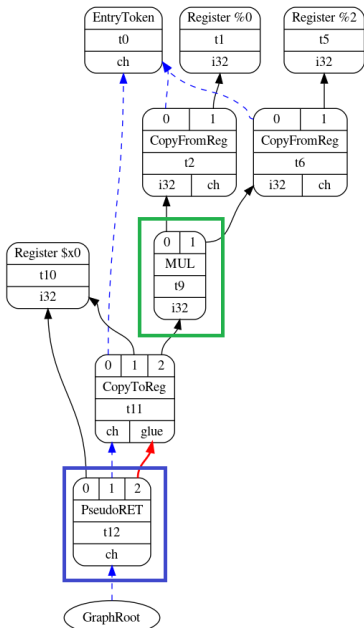 EntryToken
t0
ch
Register %0
t1
i32
Register %2
t5
i32
0 1
CopyFromReg
t2
i32 ch
0 1
CopyFromReg
t6
i32 ch
0 1
MUL
t9
i32
Register $x0
t10
i32
0 1 2
CopyToReg
t11
ch glue
0 1 2
PseudoRET
t12
ch
GraphRoot